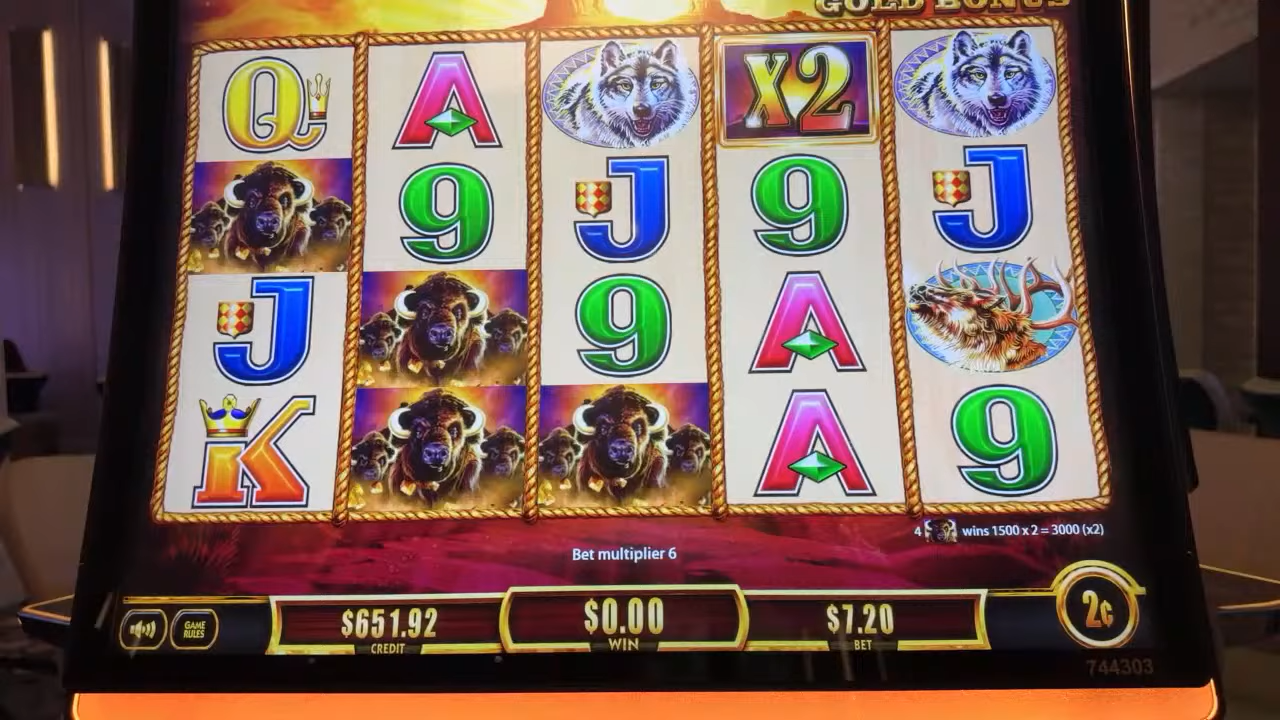 GOLD BONUS
Q A X2
9 J 9 J
J 9 A
K A 9
4 wins 1500 x 2 = 3000 (x2)
Bet multiplier 6
$651.92 $0.00 $7.20 2¢
GAME RULES
CREDIT WIN BET
744303